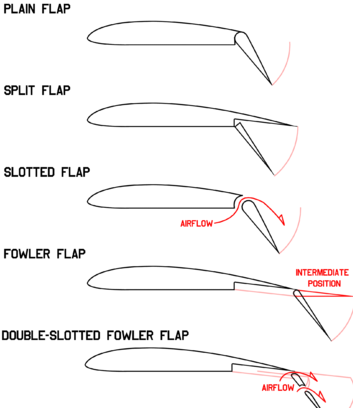 PLAIN FLAP
SPLIT FLAP
SLOTTED FLAP
AIRFLOW
FOWLER FLAP
INTERMEDIATE
POSITION
DOUBLE-SLOTTED FOWLER FLAP
AIRFLOW